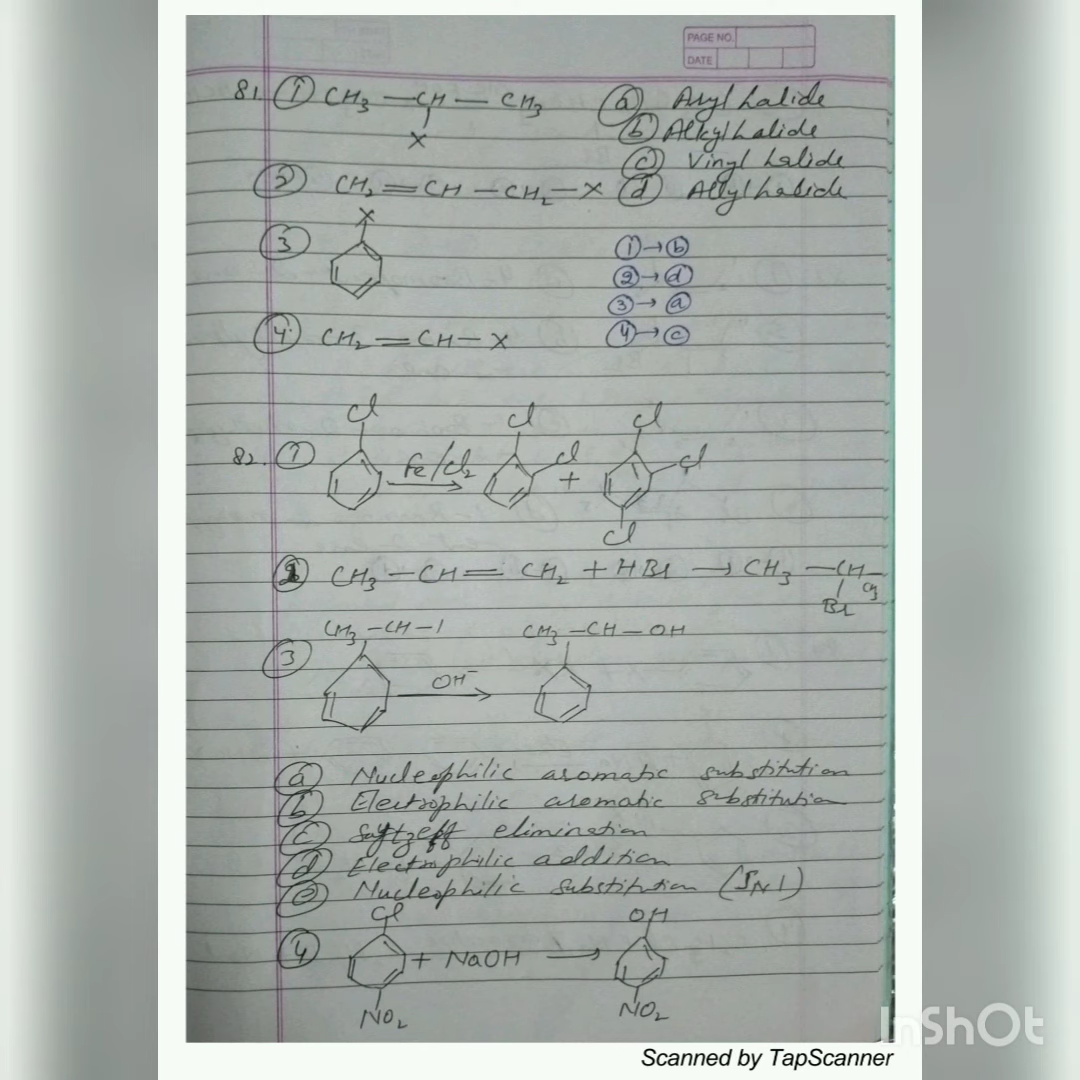 PAGE NO.
DATE
81. ① CH3 — CH — CH3 ⓐ Aryl halide
X ⓑ Alkyl halide
ⓒ Vinyl halide
② CH2 = CH — CH2 — X ⓓ Allyl halide
X
③ ① → ⓑ
② → ⓓ
③ → ⓐ
④ CH2 = CH — X ④ → ⓒ
Cl Cl Cl
82. ① Fe/Cl2 Cl + Cl
Cl
② CH3 — CH = CH2 + HBr → CH3 — CH — CH3
Br
CH3 — CH — I CH3 — CH — OH
③ OH⁻
ⓐ Nucleophilic aromatic substitution
ⓑ Electrophilic aromatic substitution
ⓒ Saytzeff elimination
ⓓ Electrophilic addition
ⓔ Nucleophilic substitution (SN1)
Cl OH
④ + NaOH →
NO2 NO2
InShOt
Scanned by TapScanner